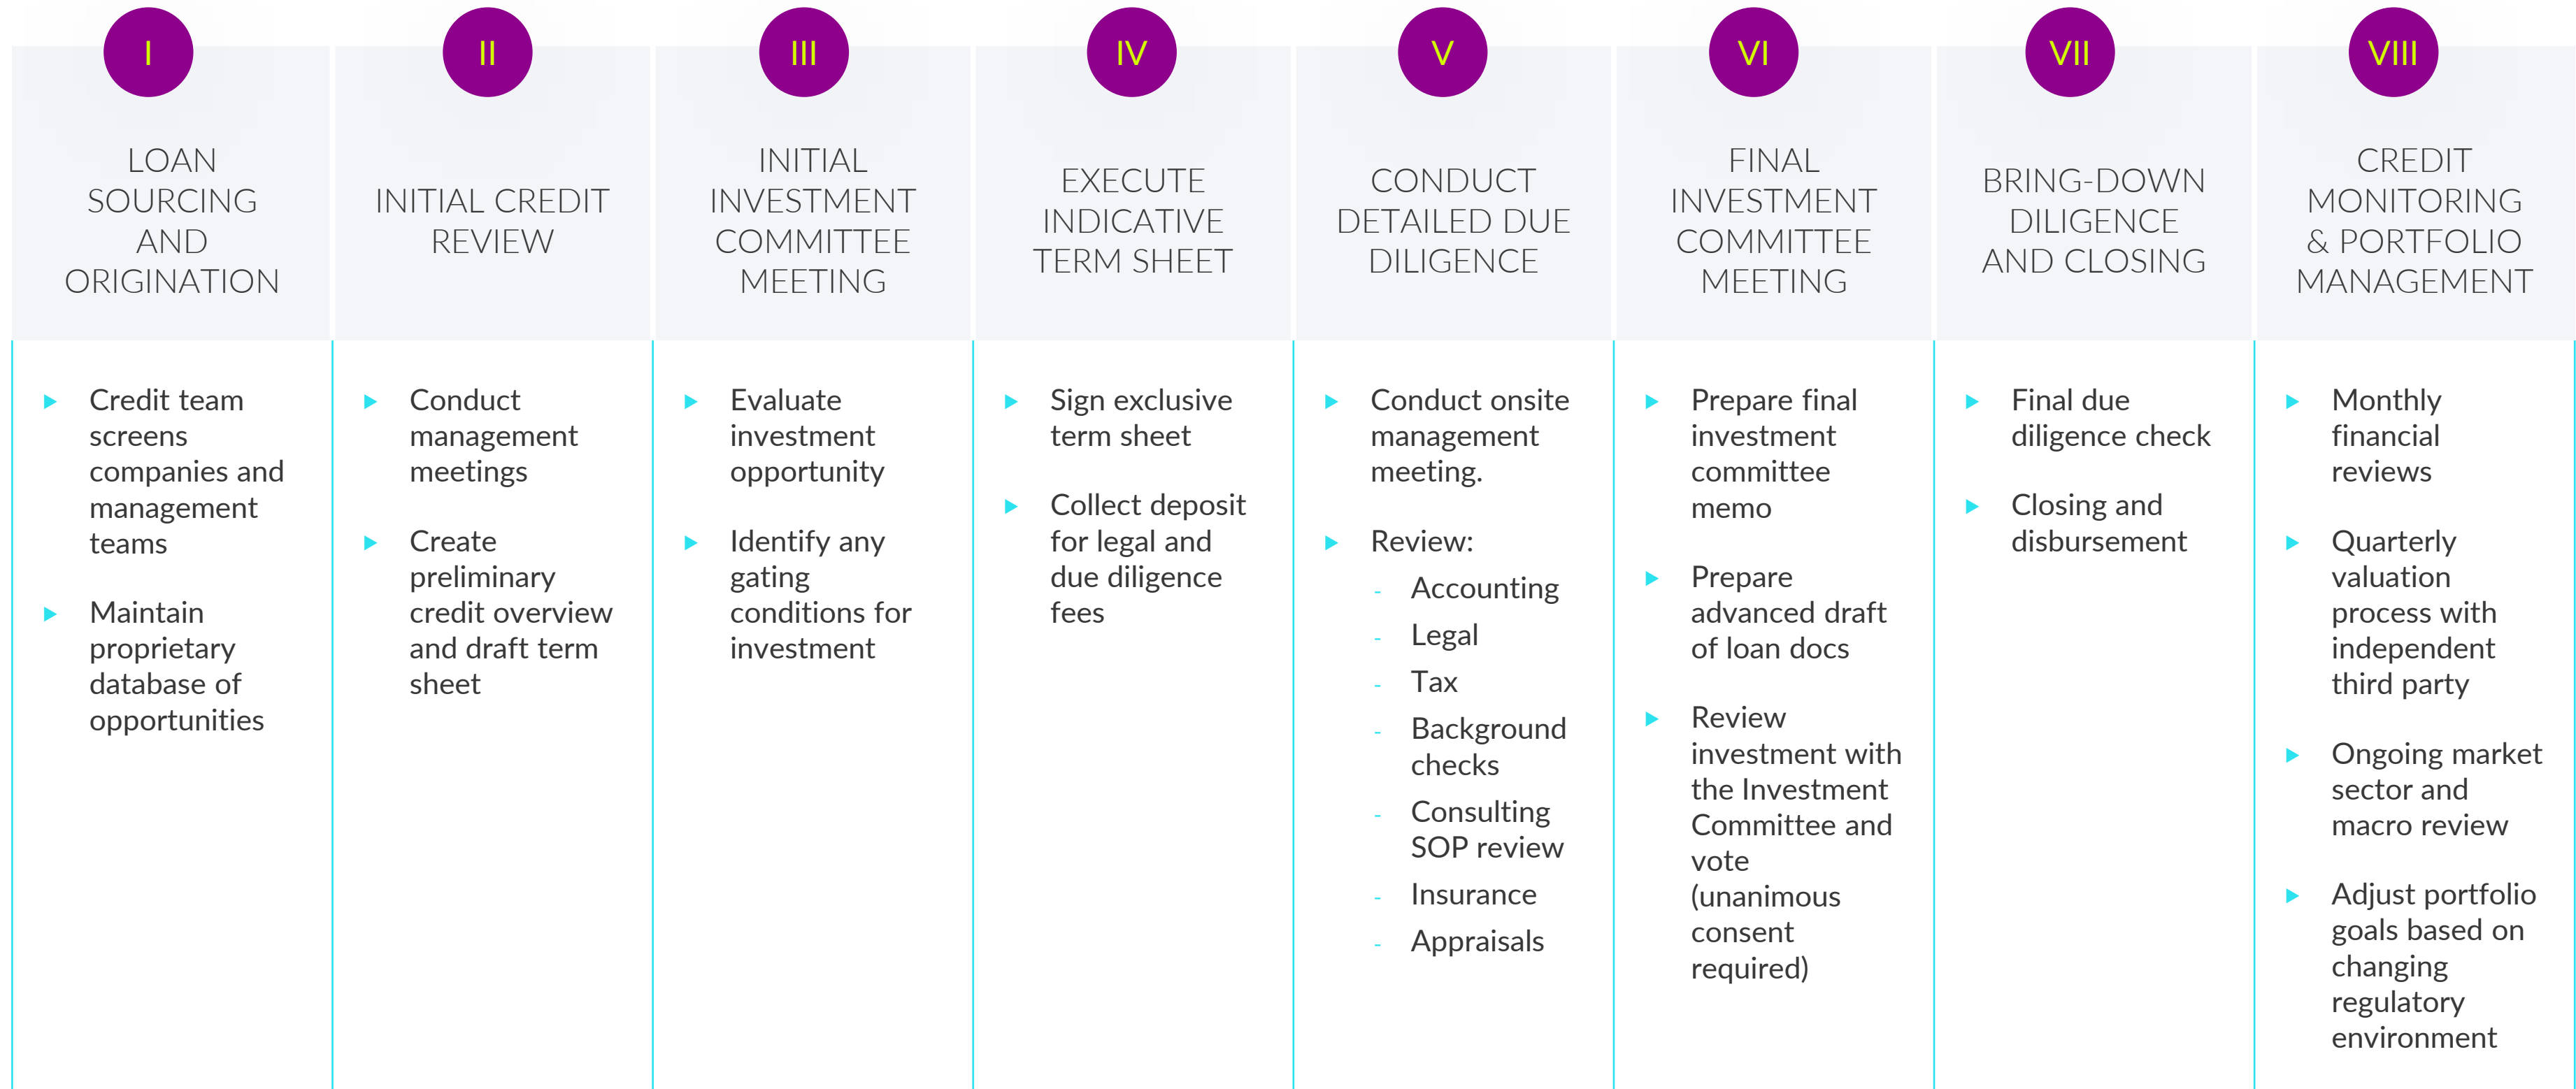 I
LOAN
SOURCING
AND
ORIGINATION
▶ Credit team
screens
companies and
management
teams
▶ Maintain
proprietary
database of
opportunities
II
INITIAL CREDIT
REVIEW
▶ Conduct
management
meetings
▶ Create
preliminary
credit overview
and draft term
sheet
III
INITIAL
INVESTMENT
COMMITTEE
MEETING
▶ Evaluate
investment
opportunity
▶ Identify any
gating
conditions for
investment
IV
EXECUTE
INDICATIVE
TERM SHEET
▶ Sign exclusive
term sheet
▶ Collect deposit
for legal and
due diligence
fees
V
CONDUCT
DETAILED DUE
DILIGENCE
▶ Conduct onsite
management
meeting.
▶ Review:
- Accounting
- Legal
- Tax
- Background
checks
- Consulting
SOP review
- Insurance
- Appraisals
VI
FINAL
INVESTMENT
COMMITTEE
MEETING
▶ Prepare final
investment
committee
memo
▶ Prepare
advanced draft
of loan docs
▶ Review
investment with
the Investment
Committee and
vote
(unanimous
consent
required)
VII
BRING-DOWN
DILIGENCE
AND CLOSING
▶ Final due
diligence check
▶ Closing and
disbursement
VIII
CREDIT
MONITORING
& PORTFOLIO
MANAGEMENT
▶ Monthly
financial
reviews
▶ Quarterly
valuation
process with
independent
third party
▶ Ongoing market
sector and
macro review
▶ Adjust portfolio
goals based on
changing
regulatory
environment